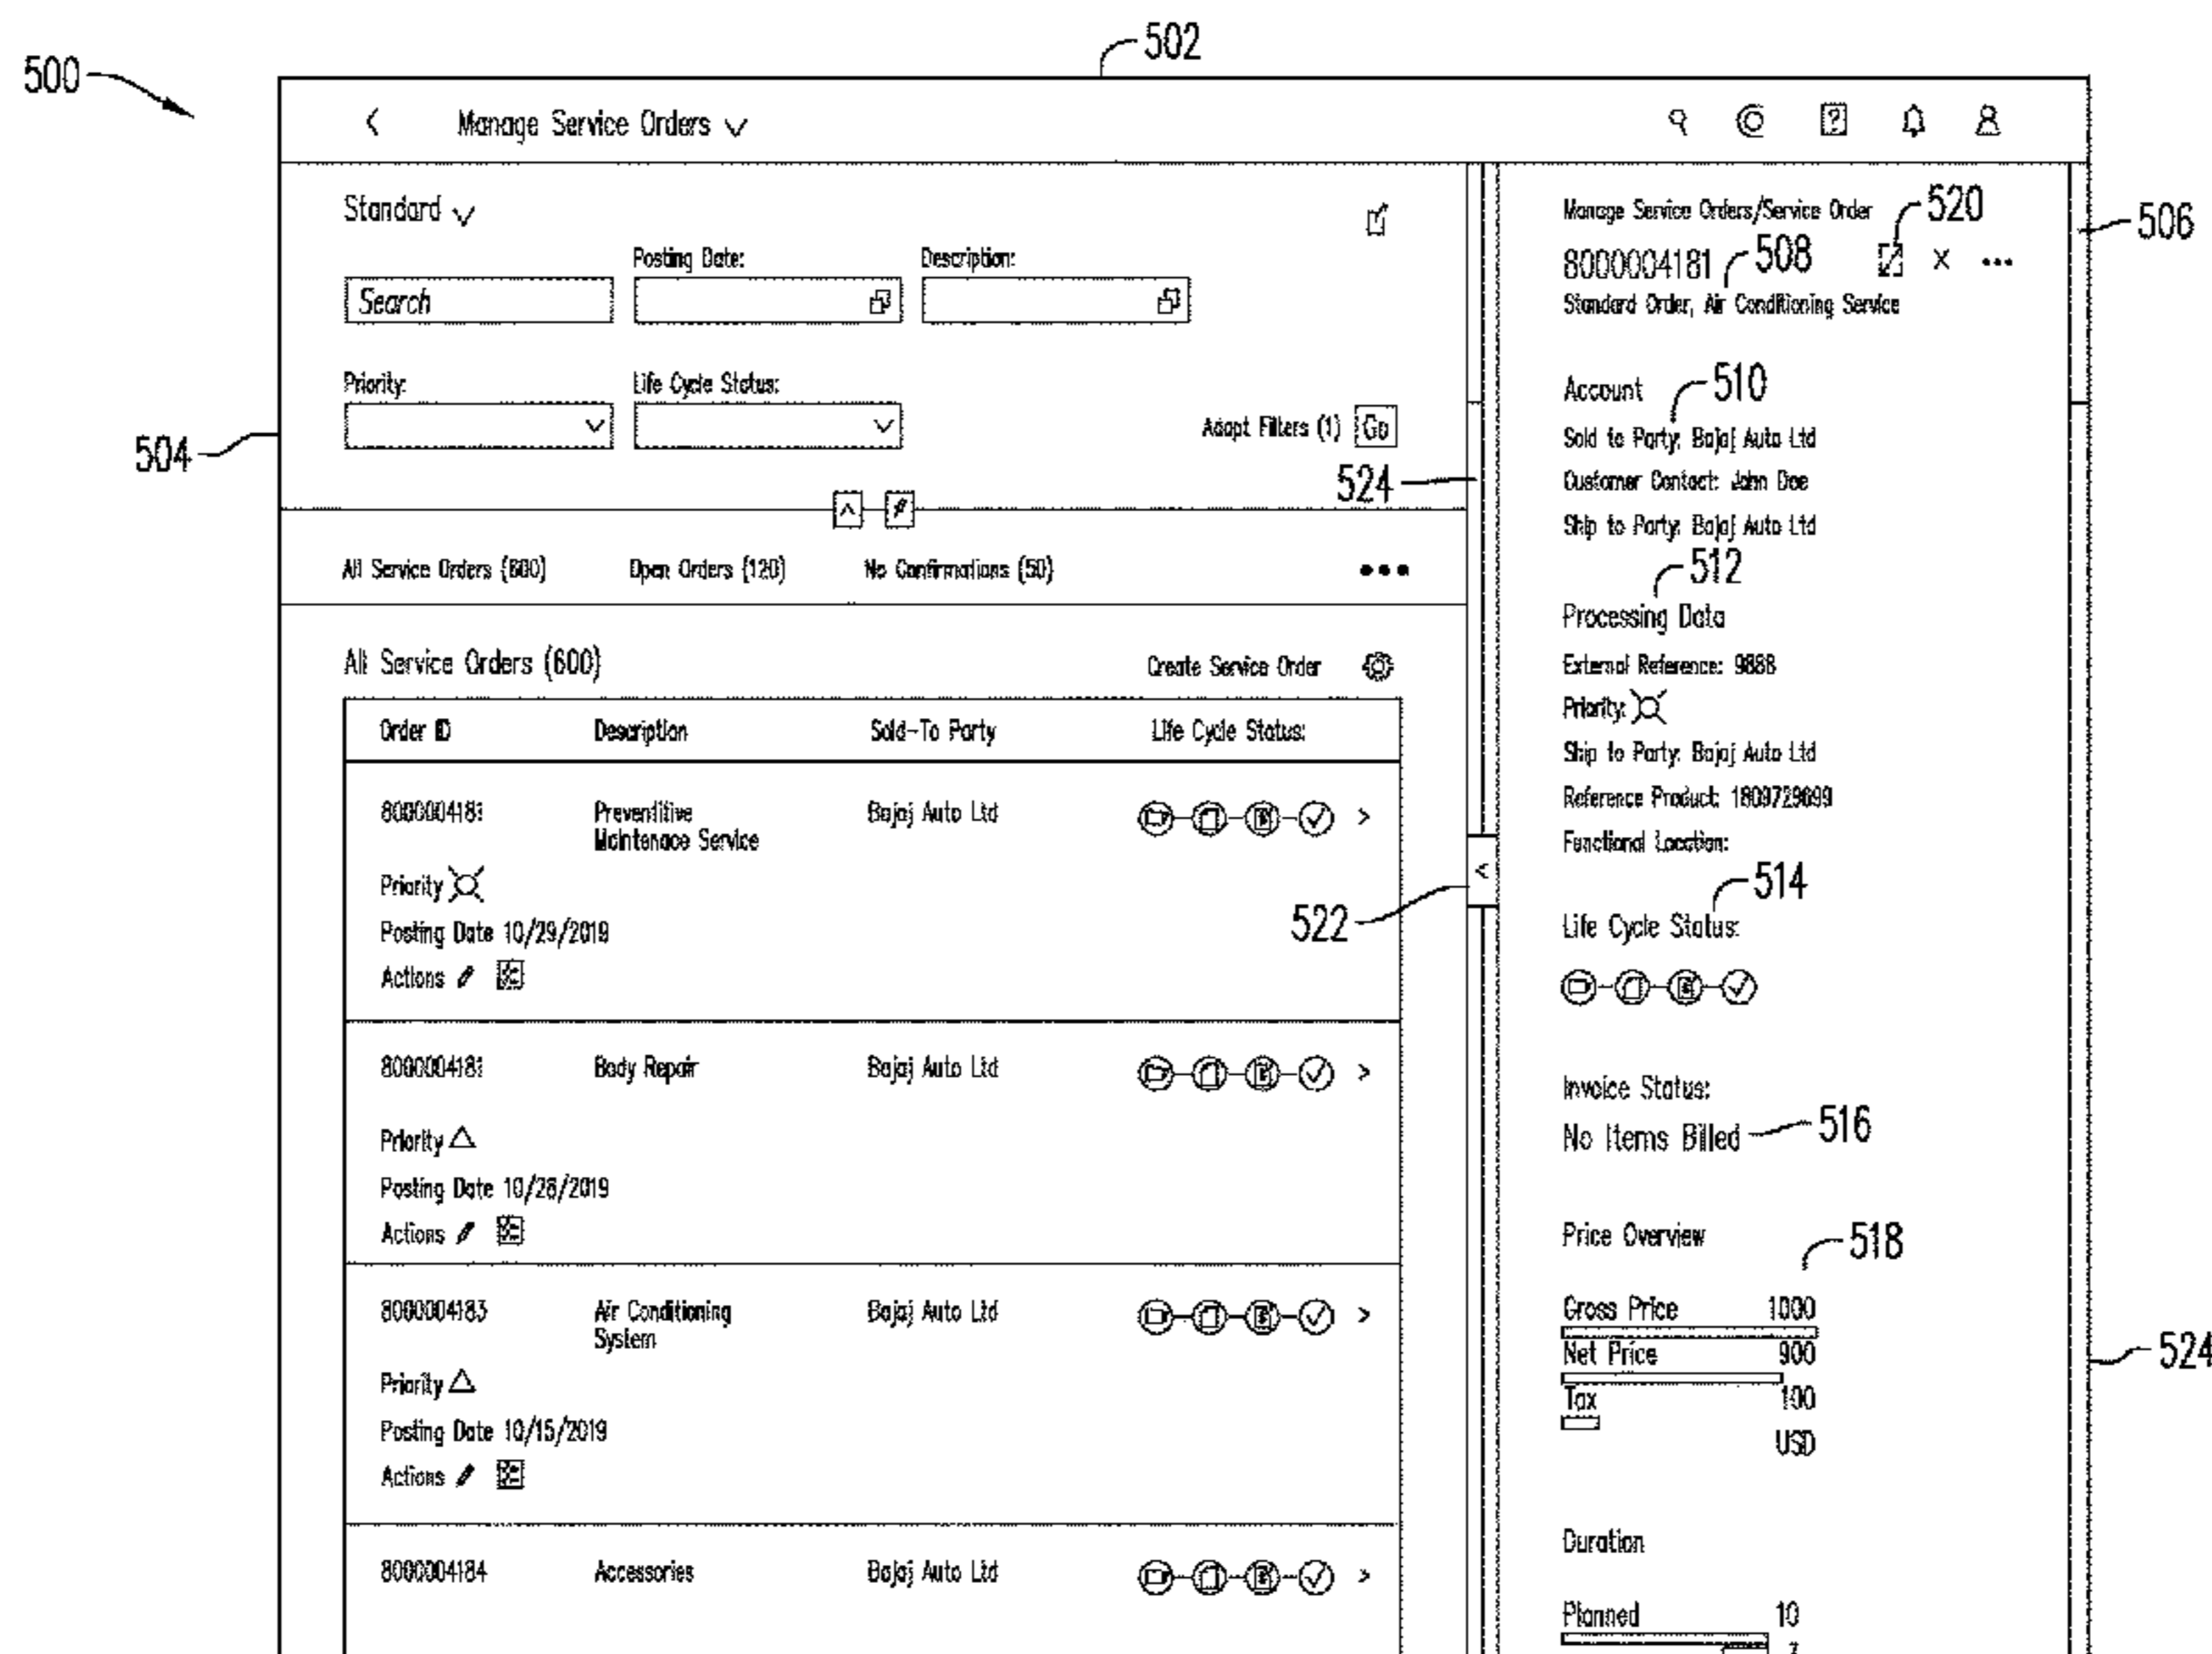 502
500
Manage Service Orders
Standard
Posting Date:
Description:
Search
Priority:
Life Cycle Status:
Adapt Filters (1) Go
504
524
All Service Orders (600) Open Orders (120) No Confirmations (50)
All Service Orders (600) Create Service Order
Order ID Description Sold-To Party Life Cycle Status:
8000004181 Preventitive Bajaj Auto Ltd
Maintenace Service
Priority
Posting Date 10/29/2019
Actions
522
8000004181 Body Repair Bajaj Auto Ltd
Priority
Posting Date 10/28/2019
Actions
8000004183 Air Conditioning Bajaj Auto Ltd
System
Priority
Posting Date 10/15/2019
Actions
8000004184 Accessories Bajaj Auto Ltd
Manage Service Orders/Service Order 520
506
8000004181 508
Standard Order, Air Conditioning Service
Account 510
Sold to Party: Bajaj Auto Ltd
Customer Contact: John Doe
Ship to Party: Bajaj Auto Ltd
512
Processing Data
External Reference: 9888
Priority:
Ship to Party: Bajaj Auto Ltd
Reference Product: 1809729699
Functional Location:
514
Life Cycle Status:
Invoice Status:
No Items Billed 516
Price Overview
518
Gross Price 1000
Net Price 900
Tax 100
USD
524
Duration
Planned 10